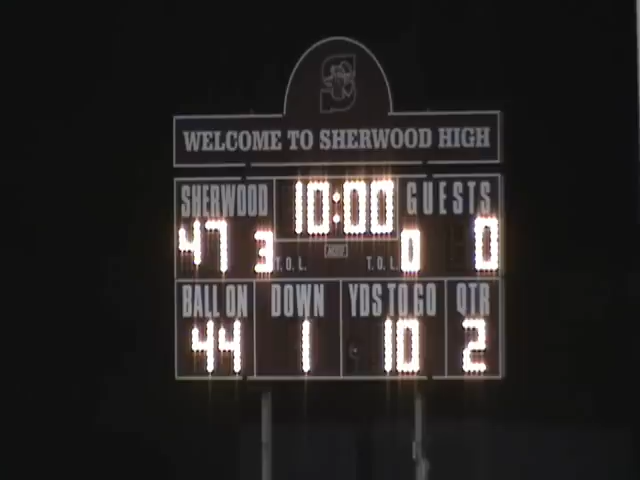 S
WELCOME TO SHERWOOD HIGH
SHERWOOD 10:00 GUESTS
47 3 T.O.L. T.O.L. 0 0
BALL ON DOWN YDS TO GO QTR
44 1 10 2